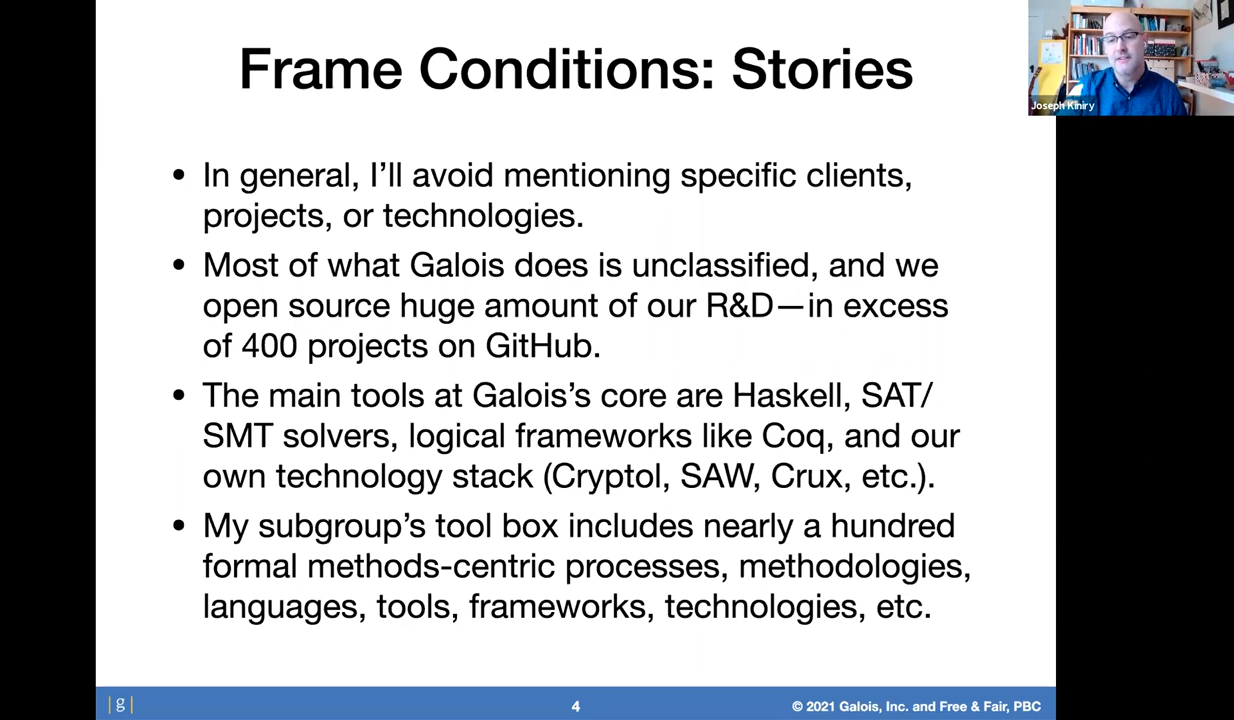 Frame Conditions: Stories
Joseph Kiniry
• In general, I’ll avoid mentioning specific clients,
projects, or technologies.
• Most of what Galois does is unclassified, and we
open source huge amount of our R&D—in excess
of 400 projects on GitHub.
• The main tools at Galois’s core are Haskell, SAT/
SMT solvers, logical frameworks like Coq, and our
own technology stack (Cryptol, SAW, Crux, etc.).
• My subgroup’s tool box includes nearly a hundred
formal methods-centric processes, methodologies,
languages, tools, frameworks, technologies, etc.
|g|
4
© 2021 Galois, Inc. and Free & Fair, PBC